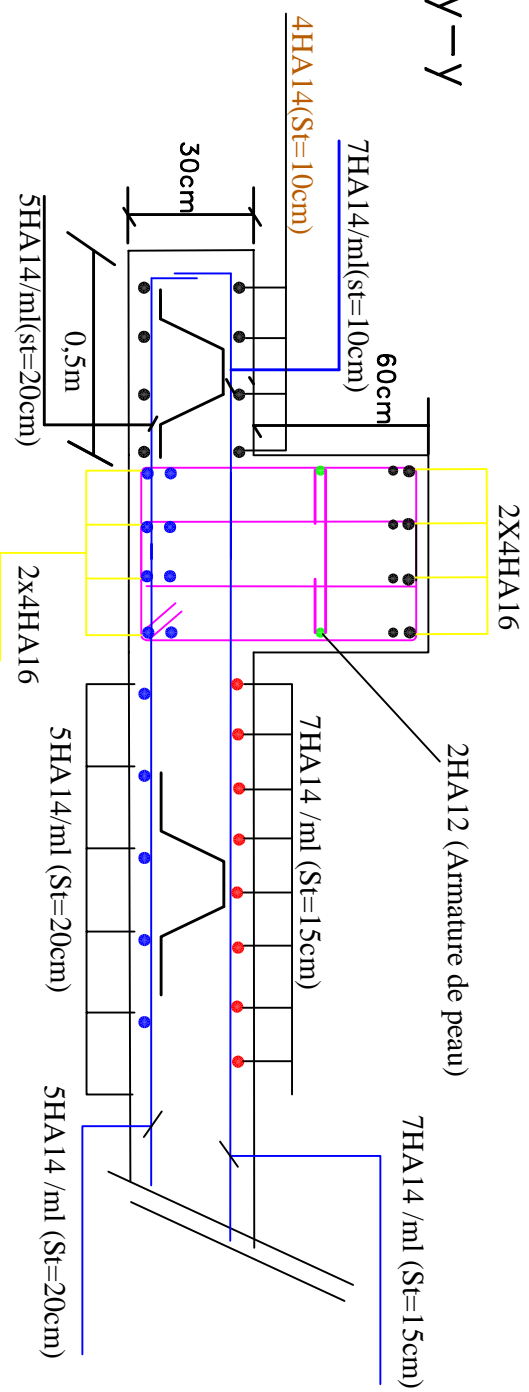 y-y
4HA14(St=10cm)
7HA14/ml(st=10cm)
60cm
30cm
0,5m
5HA14/ml(st=20cm)
2X4HA16
2x4HA16
2HA12 (Armature de peau)
7HA14 /ml (St=15cm)
5HA14/ml (St=20cm)
7HA14 /ml (St=15cm)
5HA14 /ml (St=20cm)